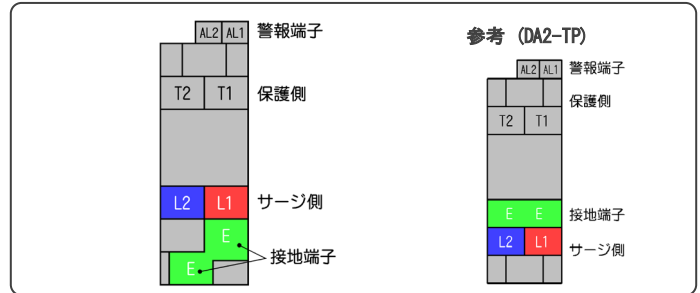 AL2 AL1 警報端子
T2 T1 保護側
L2 L1 サージ側
E
E
接地端子
参考 (DA2-TP)
AL2 AL1 警報端子
保護側
T2 T1
E E 接地端子
L2 L1 サージ側